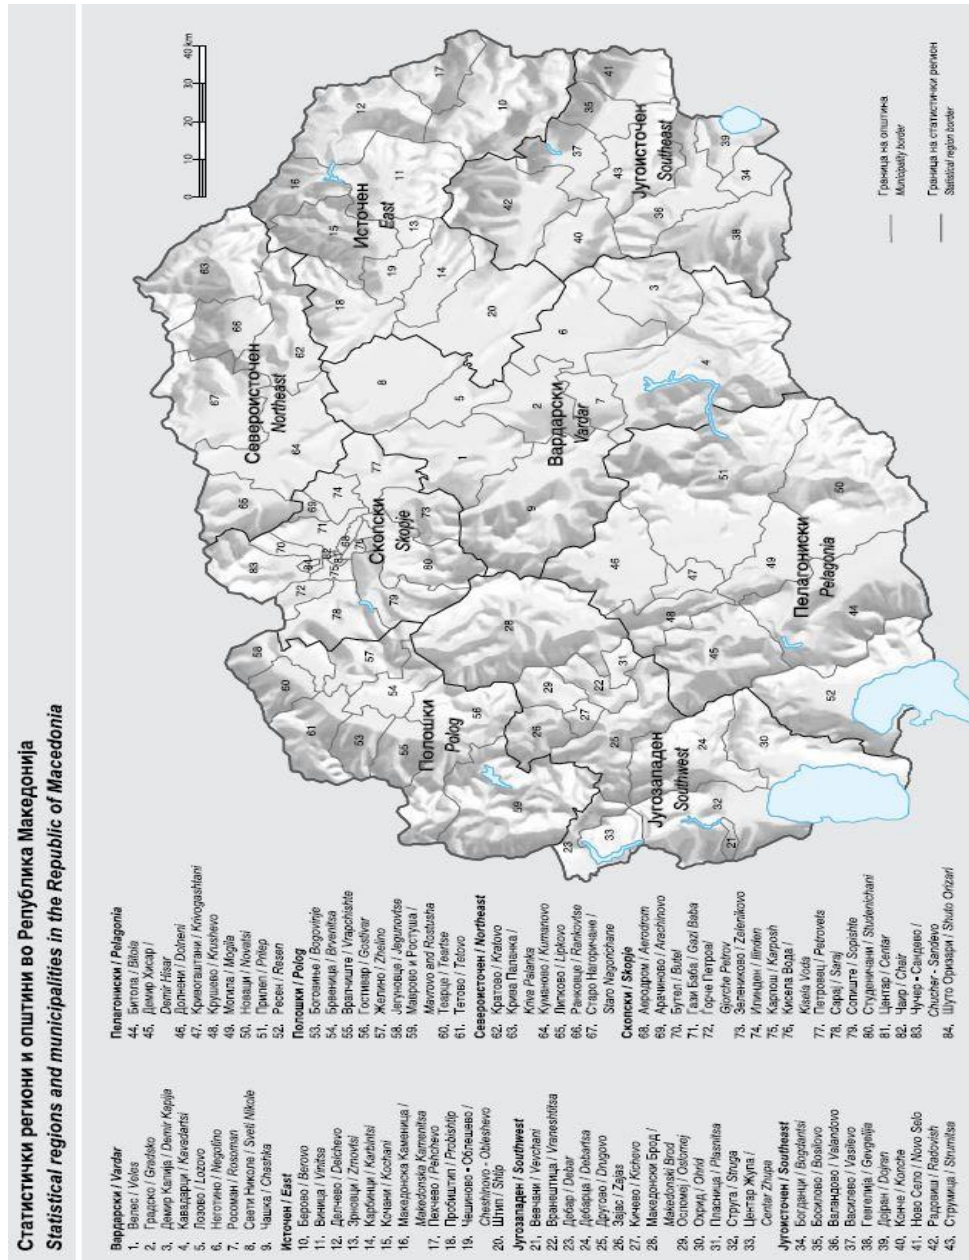 Статистички региони и општини во Република Македонија
Statistical regions and municipalities in the Republic of Macedonia
Вардарски / Vardar
1. Велес / Veles
2. Градско / Gradsko
3. Демир Капија / Demir Kapija
4. Кавадарци / Kavadartsi
5. Лозово / Lozovo
6. Неготино / Negotino
7. Росоман / Rosoman
8. Свети Николе / Sveti Nikole
9. Чашка / Chashka
Источен / East
10. Берово / Berovo
11. Виница / Vinitsa
12. Делчево / Delchevo
13. Зрновци / Zrnovtsi
14. Карбинци / Karbintsi
15. Кочани / Kochani
16. Македонска Каменица /
Makedonska Kamenitsa
17. Пехчево / Pehchevo
18. Пробиштип / Probishtip
19. Чешиново - Облешево /
Cheshinovo - Obleshevo
20. Штип / Shtip
Југозападен / Southwest
21. Вевчани / Vevchani
22. Вранештица / Vraneshtitsa
23. Дебар / Debar
24. Дебарца / Debartsa
25. Другово / Drugovo
26. Зајас / Zajas
27. Кичево / Kichevo
28. Македонски Брод /
Makedonski Brod
29. Осломеј / Oslomej
30. Охрид / Ohrid
31. Пласница / Plasnitsa
32. Струга / Struga
33. Центар Жупа /
Centar Zhupa
Југоисточен / Southeast
34. Богданци / Bogdantsi
35. Босилово / Bosilovo
36. Валандово / Valandovo
37. Василево / Vasilevo
38. Гевгелија / Gevgelija
39. Дојран / Dojran
40. Конче / Konche
41. Ново Село / Novo Selo
42. Радовиш / Radovish
43. Струмица / Strumitsa
Пелагониски / Pelagonia
44. Битола / Bitola
45. Демир Хисар /
Demir Hisar
46. Долнени / Dolneni
47. Кривогаштани / Krivogashtani
48. Крушево / Krushevo
49. Могила / Mogila
50. Новаци / Novatsi
51. Прилеп / Prilep
52. Ресен / Resen
Полошки / Polog
53. Боговиње / Bogovinje
54. Брвеница / Brvenitsa
55. Врапчиште / Vrapchishte
56. Гостивар / Gostivar
57. Желино / Zhelino
58. Јегуновце / Jegunovtse
59. Маврово и Ростуша /
Mavrovo and Rostusha
60. Теарце / Teartse
61. Тетово / Tetovo
Североисточен / Northeast
62. Кратово / Kratovo
63. Крива Паланка /
Kriva Palanka
64. Куманово / Kumanovo
65. Липково / Lipkovo
66. Ранковце / Rankovtse
67. Старо Нагоричане /
Staro Nagorichane
Скопски / Skopje
68. Аеродром / Aerodrom
69. Арачиново / Arachinovo
70. Бутел / Butel
71. Гази Баба / Gazi Baba
72. Ѓорче Петров/
Gjorche Petrov
73. Зелениково / Zelenikovo
74. Илинден / Ilinden
75. Карпош / Karposh
76. Кисела Вода /
Kisela Voda
77. Петровец / Petrovets
78. Сарај / Saraj
79. Сопиште / Sopishte
80. Студеничани / Studenichani
81. Центар / Centar
82. Чаир / Chair
83. Чучер - Сандево /
Chucher - Sandevo
84. Шуто Оризари / Shuto Orizari
Полошки
Polog
Скопски
Skopje
Североисточен
Northeast
Источен
East
Југозападен
Southwest
Вардарски
Vardar
Југоисточен
Southeast
Пелагониски
Pelagonia
0 10 20 30 40 km
Граница на општина
Municipality border
Граница на статистички регион
Statistical region border